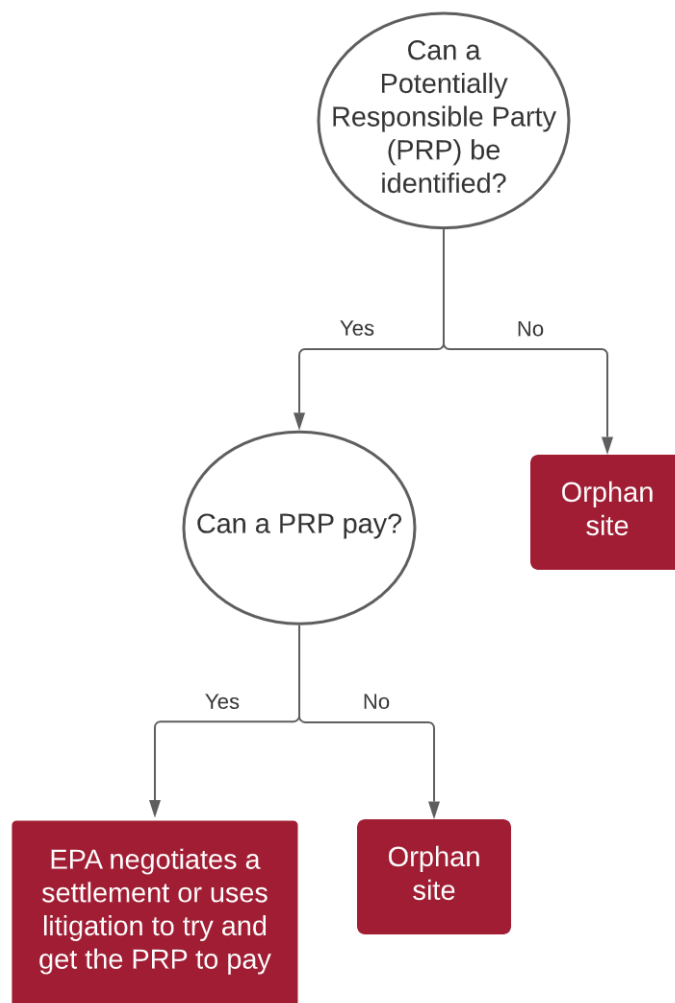 Can a
Potentially
Responsible Party
(PRP) be
identified?
Yes
No
Orphan
site
Can a PRP pay?
Yes
No
EPA negotiates a
settlement or uses
litigation to try and
get the PRP to pay
Orphan
site